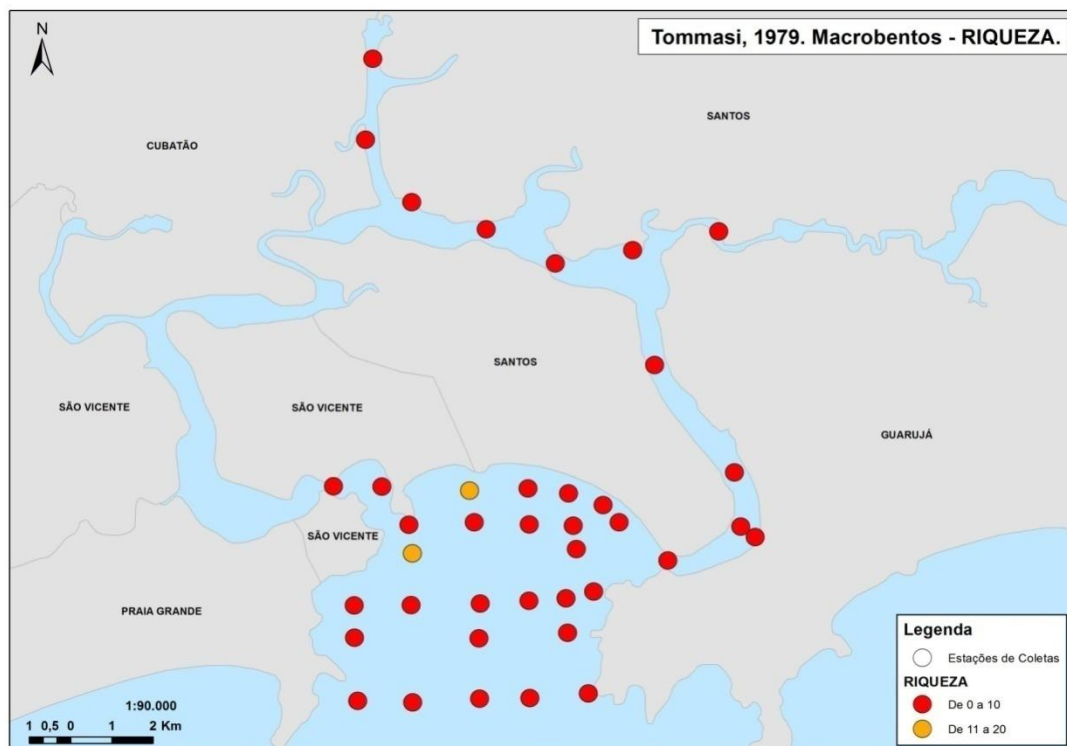 Tommasi, 1979. Macrobentos - RIQUEZA.
N
SANTOS
CUBATÃO
SANTOS
SÃO VICENTE
SÃO VICENTE
GUARUJÁ
SÃO VICENTE
PRAIA GRANDE
Legenda
Estações de Coletas
RIQUEZA
De 0 a 10
De 11 a 20
1:90.000
1 0,5 0 1 2 Km